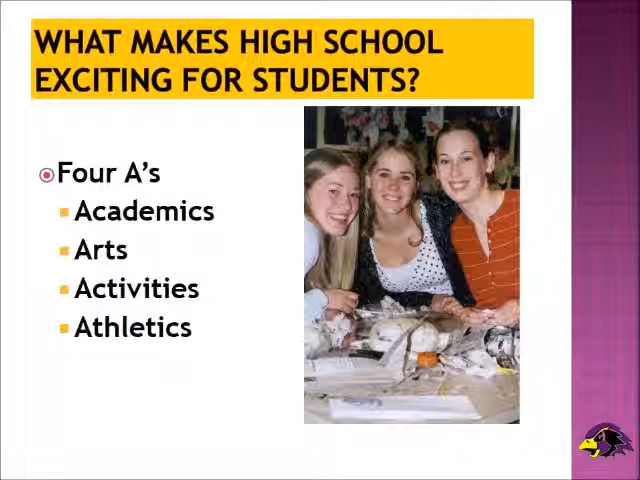 WHAT MAKES HIGH SCHOOL
EXCITING FOR STUDENTS?
Four A's
Academics
Arts
Activities
Athletics